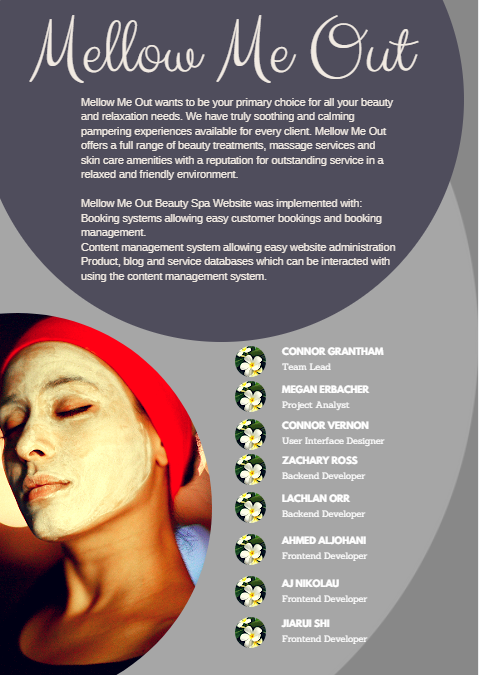 Mellow Me Out
Mellow Me Out wants to be your primary choice for all your beauty
and relaxation needs. We have truly soothing and calming
pampering experiences available for every client. Mellow Me Out
offers a full range of beauty treatments, massage services and
skin care amenities with a reputation for outstanding service in a
relaxed and friendly environment.
Mellow Me Out Beauty Spa Website was implemented with:
Booking systems allowing easy customer bookings and booking
management.
Content management system allowing easy website administration
Product, blog and service databases which can be interacted with
using the content management system.
CONNOR GRANTHAM
Team Lead
MEGAN ERBACHER
Project Analyst
CONNOR VERNON
User Interface Designer
ZACHARY ROSS
Backend Developer
LACHLAN ORR
Backend Developer
AHMED ALJOHANI
Frontend Developer
AJ NIKOLAU
Frontend Developer
JIARUI SHI
Frontend Developer